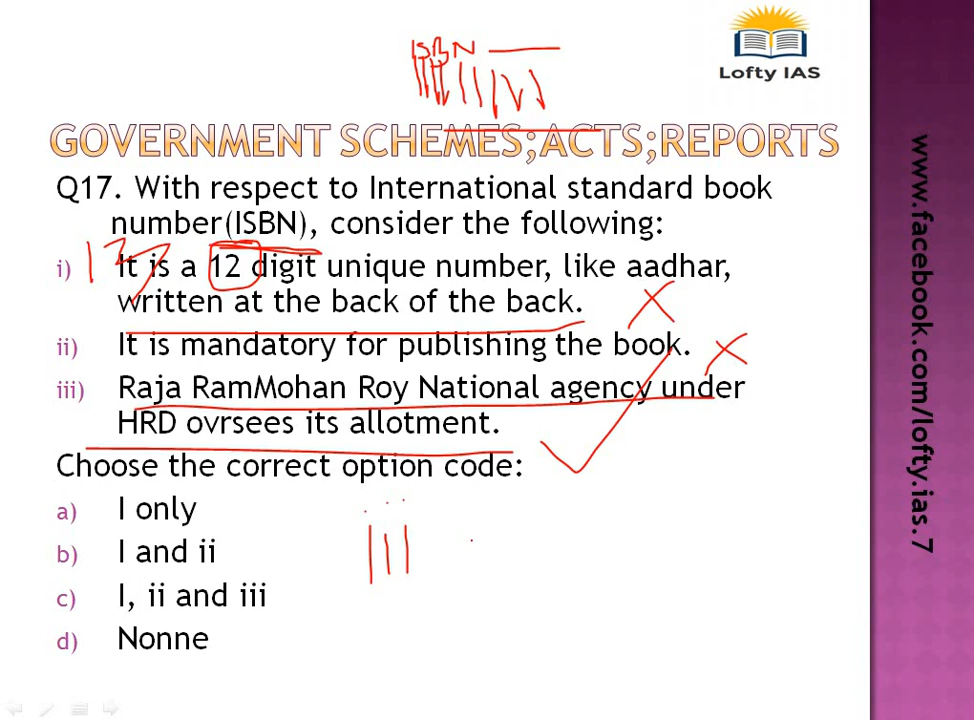 ISBN
Lofty IAS
GOVERNMENT SCHEMES;ACTS;REPORTS
Q17. With respect to International standard book
number(ISBN), consider the following:
13
i) It is a 12 digit unique number, like aadhar,
written at the back of the back.
ii) It is mandatory for publishing the book.
iii) Raja RamMohan Roy National agency under
HRD ovrsees its allotment.
Choose the correct option code:
a) I only
b) I and ii
c) I, ii and iii
d) Nonne
iii
www.facebook.com/lofty.ias.7